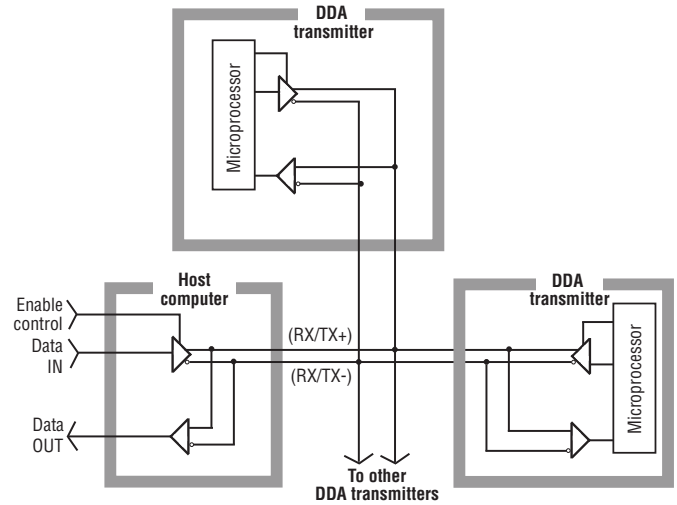 DDA
transmitter
Microprocessor
Host
computer
DDA
transmitter
Enable
control
Data
IN
(RX/TX+)
(RX/TX-)
Microprocessor
Data
OUT
To other
DDA transmitters